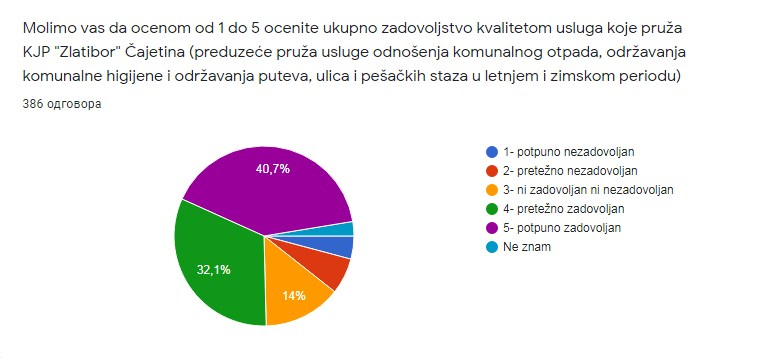 Molimo vas da ocenom od 1 do 5 ocenite ukupno zadovoljstvo kvalitetom usluga koje pruža
KJP "Zlatibor" Čajetina (preduzeće pruža usluge odnošenja komunalnog otpada, održavanja
komunalne higijene i održavanja puteva, ulica i pešačkih staza u letnjem i zimskom periodu)
386 одговора
40,7%
32,1%
14%
1- potpuno nezadovoljan
2- pretežno nezadovoljan
3- ni zadovoljan ni nezadovoljan
4- pretežno zadovoljan
5- potpuno zadovoljan
Ne znam